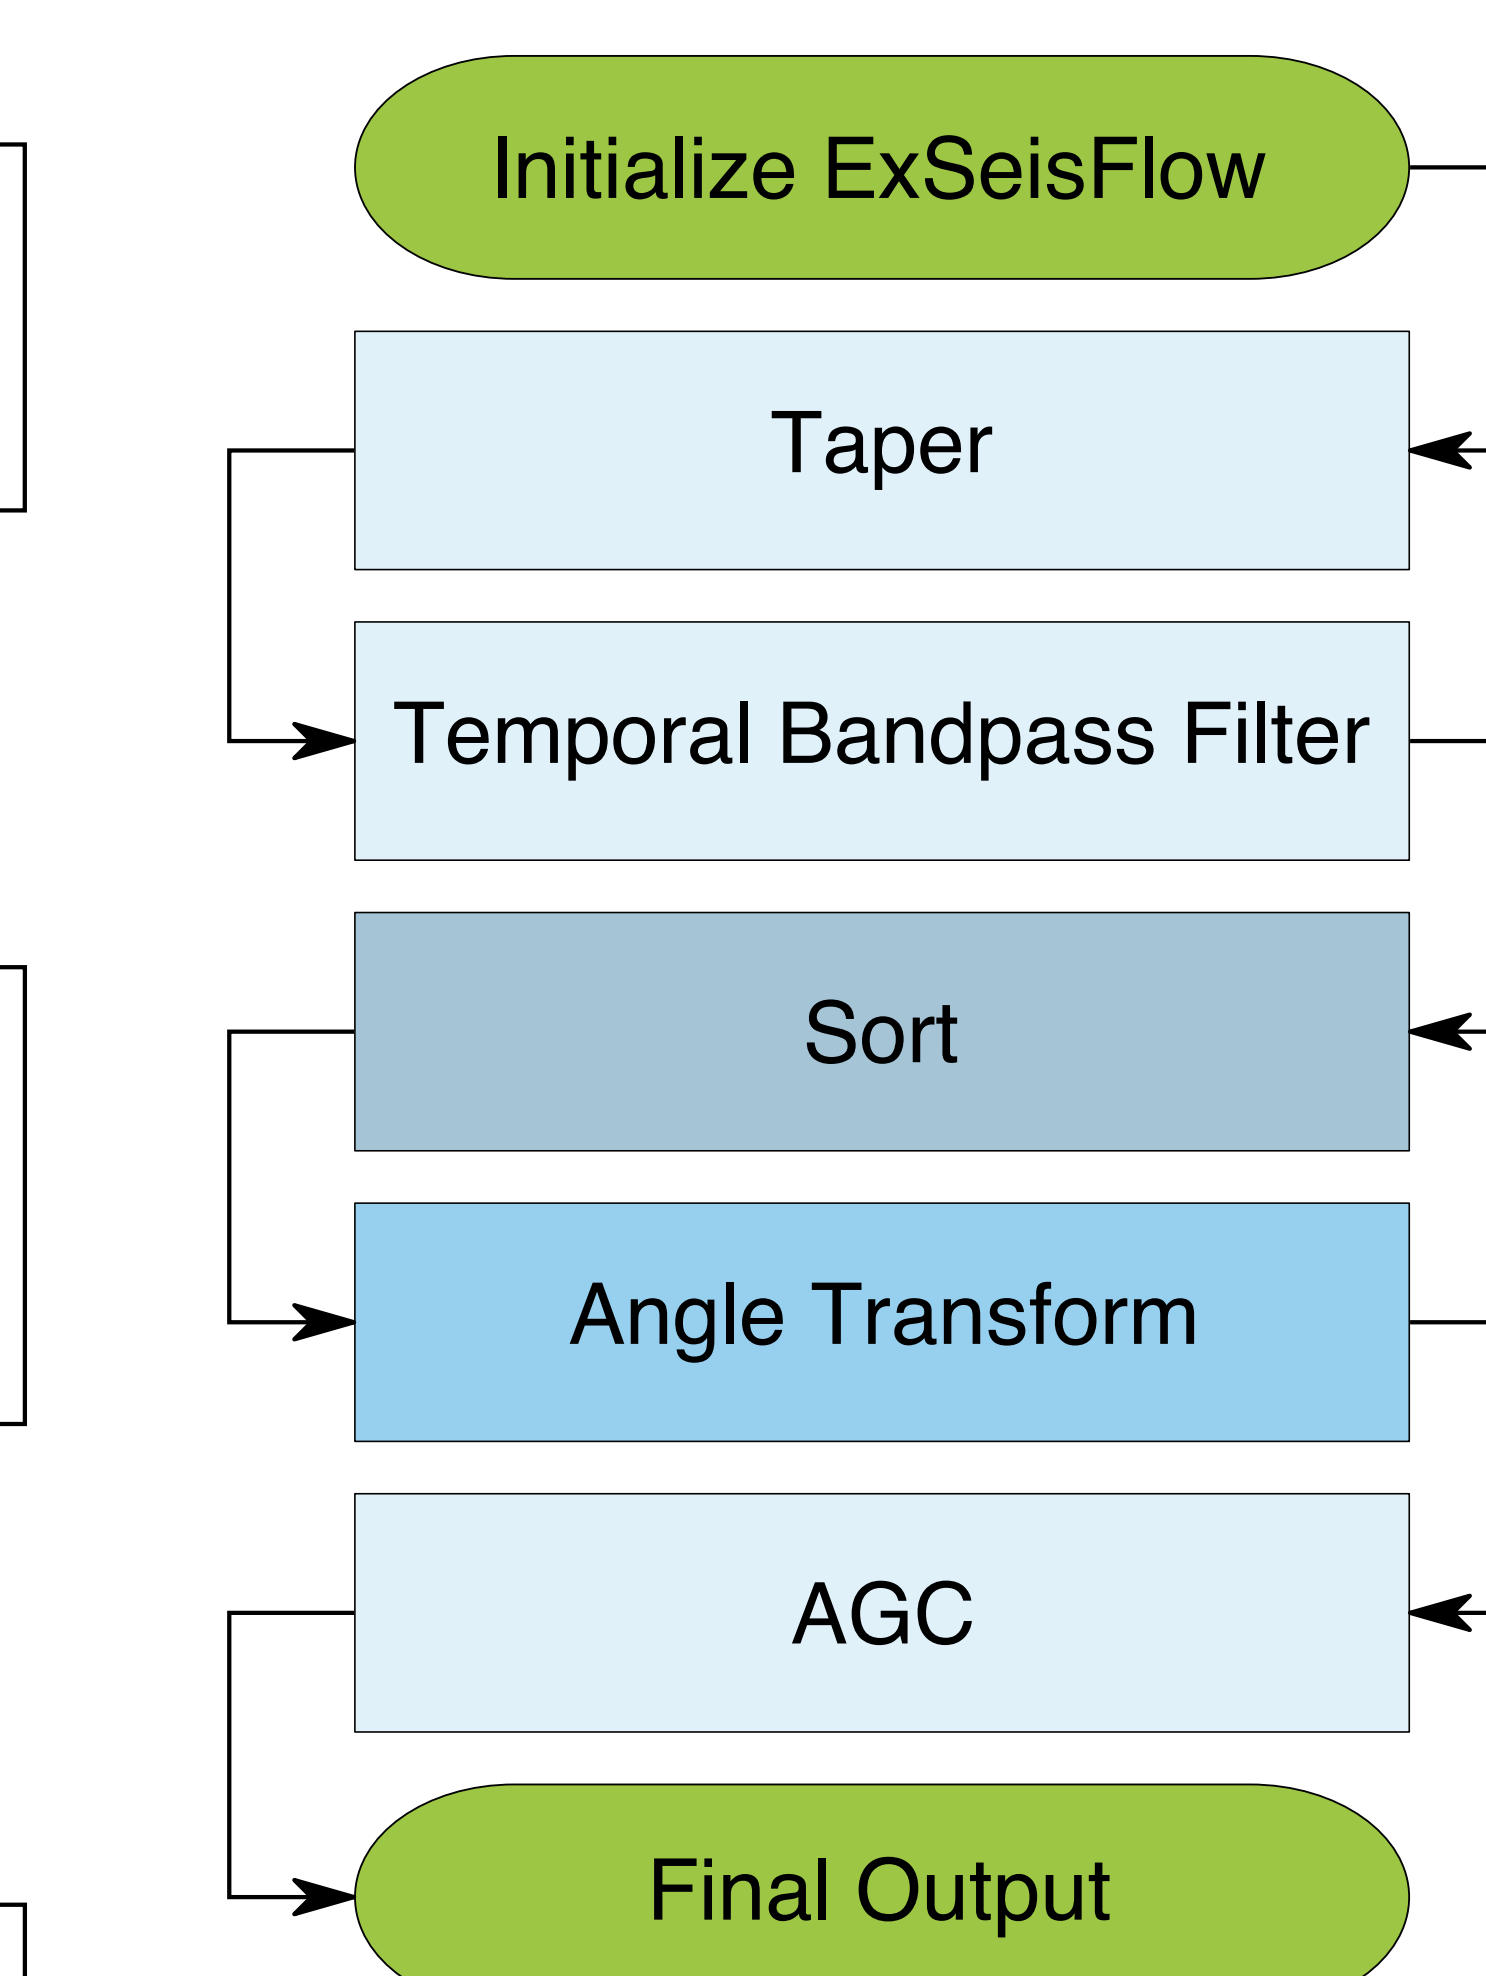 Initialize ExSeisFlow
Taper
Temporal Bandpass Filter
Sort
Angle Transform
AGC
Final Output